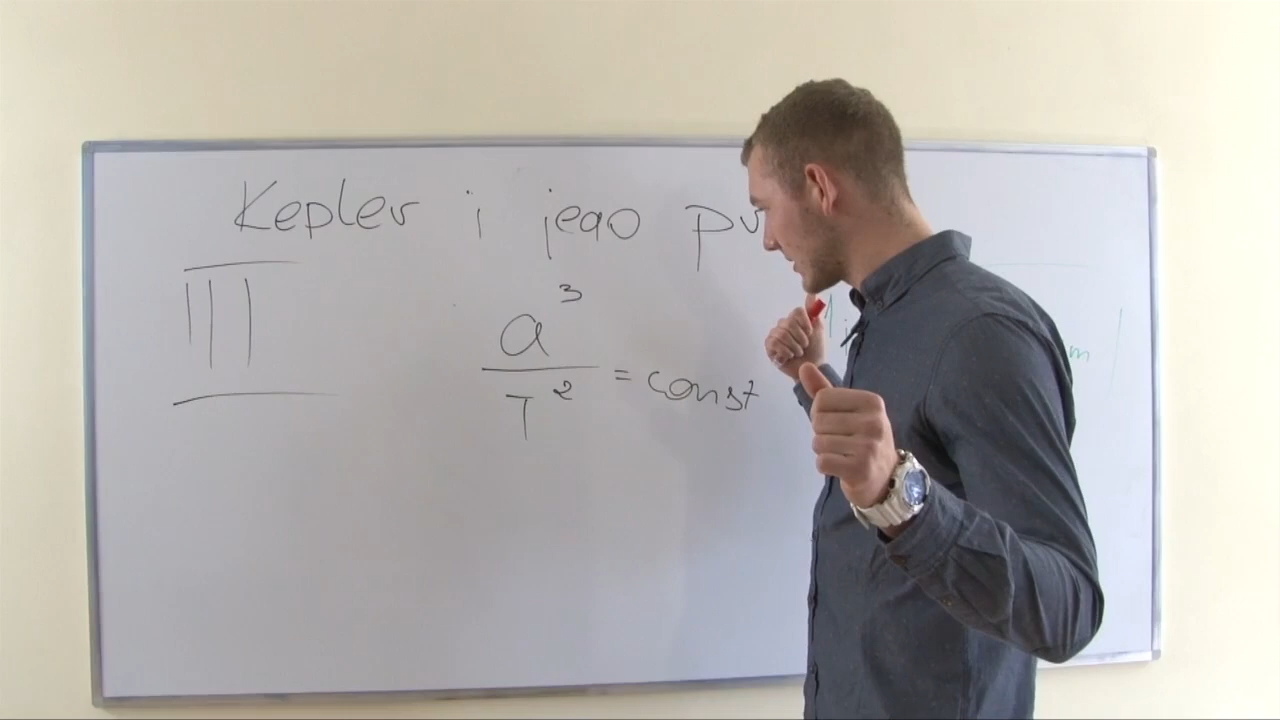 Kepler i jego
III
a³
T² = const